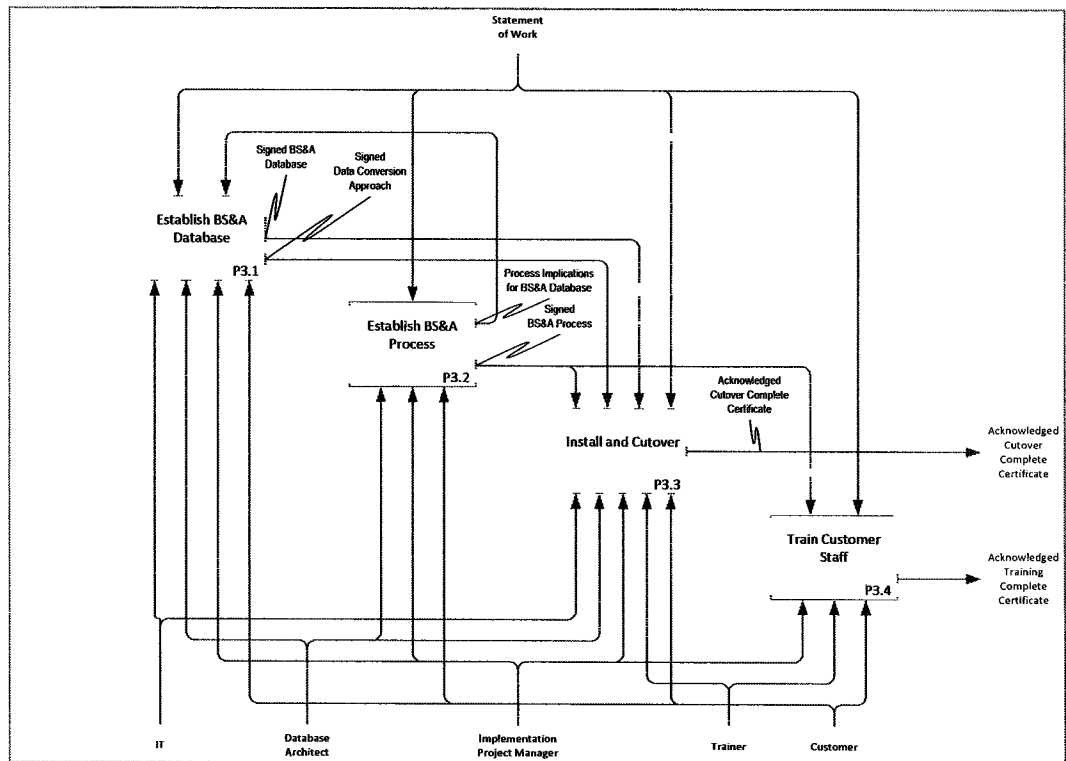 Statement
of Work
Signed BS&A
Database
Signed
Data Conversion
Approach
Establish BS&A
Database
P3.1
Process Implications
for BS&A Database
Signed
BS&A Process
Establish BS&A
Process
P3.2
Acknowledged
Cutover Complete
Certificate
Install and Cutover
P3.3
Acknowledged
Cutover
Complete
Certificate
Train Customer
Staff
P3.4
Acknowledged
Training
Complete
Certificate
IT
Database
Architect
Implementation
Project Manager
Trainer
Customer